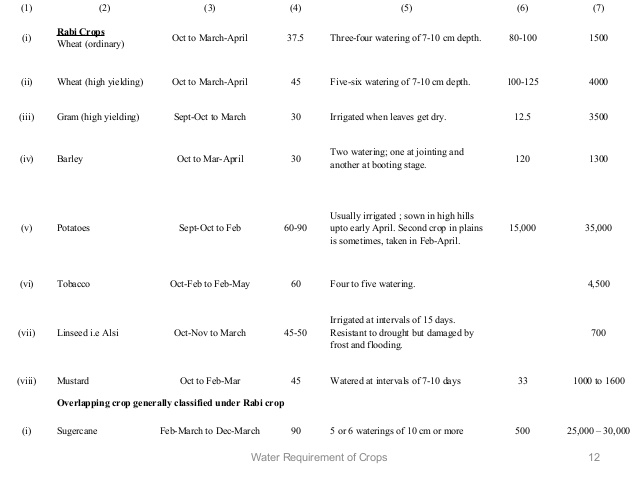 (1) (2) (3) (4) (5) (6) (7)
Rabi Crops
(i) Wheat (ordinary) Oct to March-April 37.5 Three-four watering of 7-10 cm depth. 80-100 1500
(ii) Wheat (high yielding) Oct to March-April 45 Five-six watering of 7-10 cm depth. 100-125 4000
(iii) Gram (high yielding) Sept-Oct to March 30 Irrigated when leaves get dry. 12.5 3500
(iv) Barley Oct to Mar-April 30 Two watering; one at jointing and
another at booting stage. 120 1300
(v) Potatoes Sept-Oct to Feb 60-90 Usually irrigated ; sown in high hills
upto early April. Second crop in plains
is sometimes, taken in Feb-April. 15,000 35,000
(vi) Tobacco Oct-Feb to Feb-May 60 Four to five watering. 4,500
(vii) Linseed i.e Alsi Oct-Nov to March 45-50 Irrigated at intervals of 15 days.
Resistant to drought but damaged by
frost and flooding. 700
(viii) Mustard Oct to Feb-Mar 45 Watered at intervals of 7-10 days 33 1000 to 1600
Overlapping crop generally classified under Rabi crop
(i) Sugercane Feb-March to Dec-March 90 5 or 6 waterings of 10 cm or more 500 25,000 – 30,000
Water Requirement of Crops 12